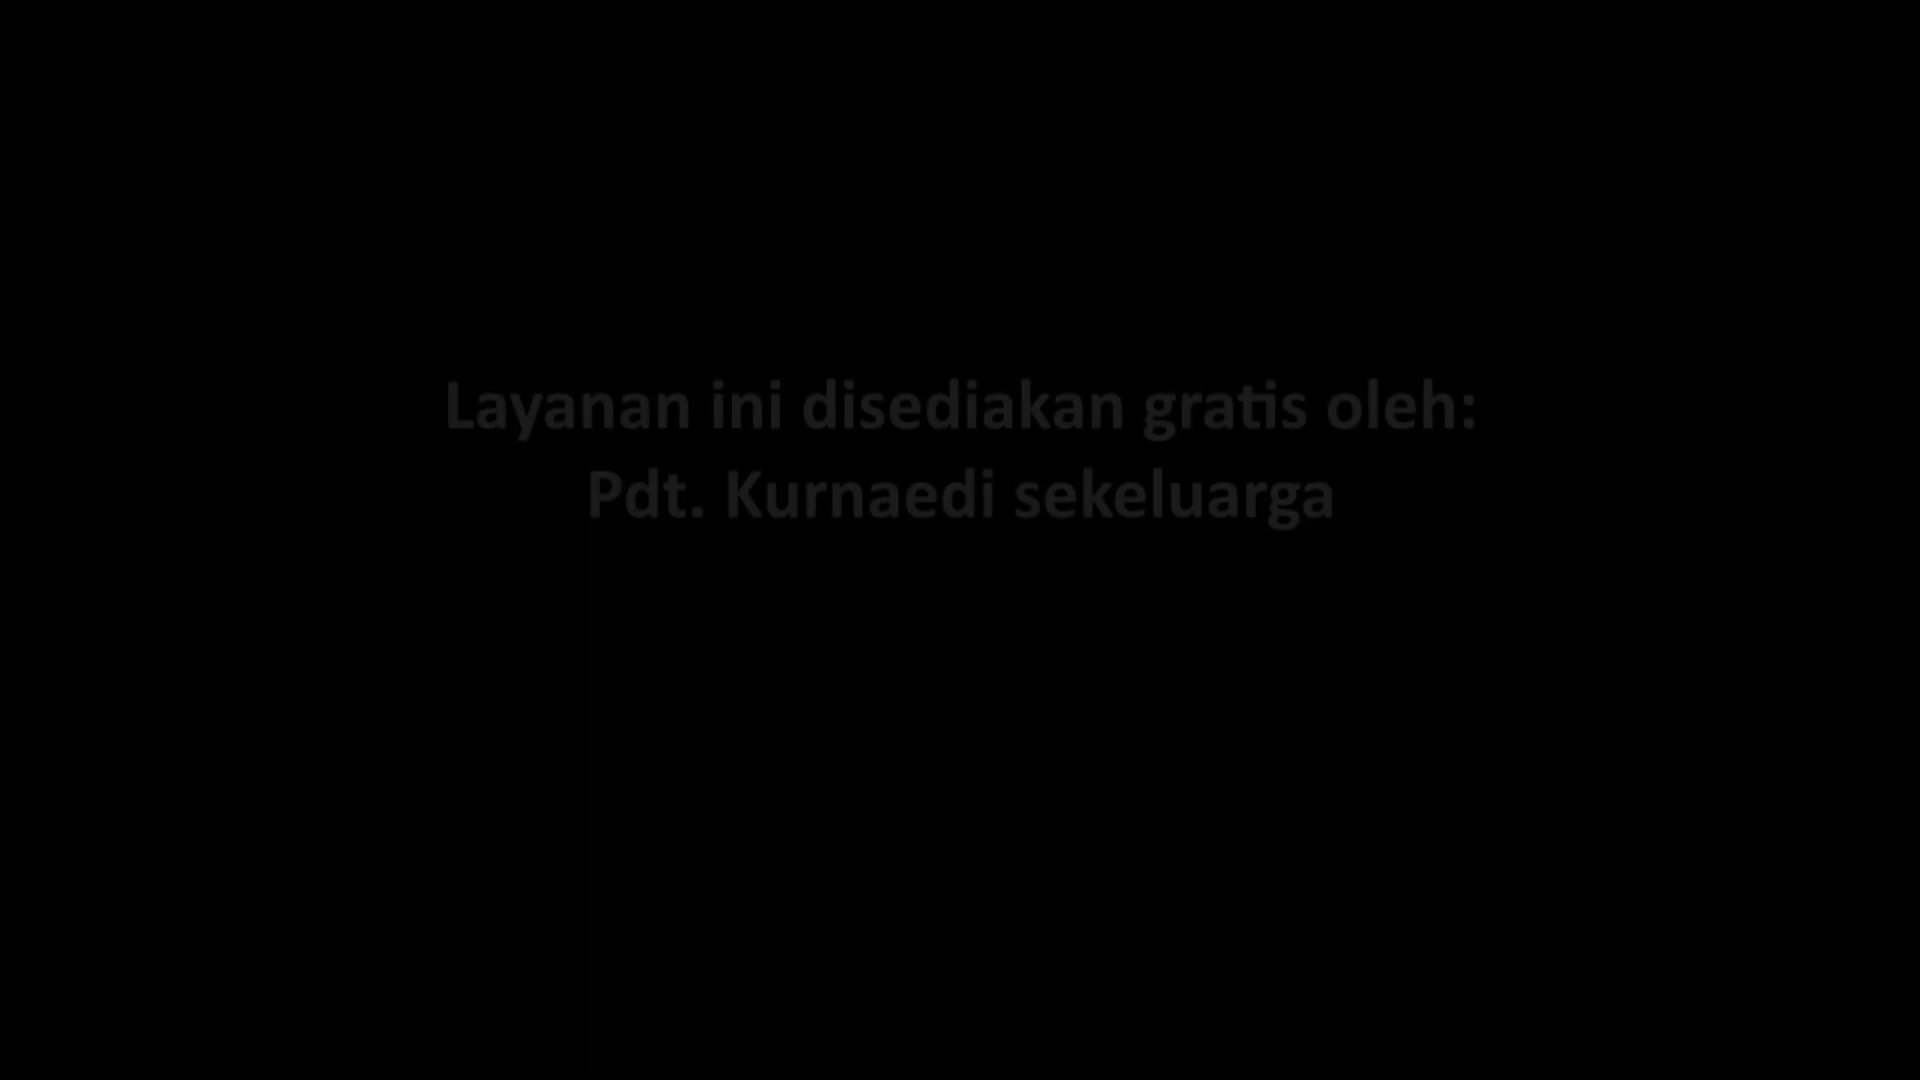 Layanan ini disediakan gratis oleh:
Pdt. Kurnaedi sekeluarga